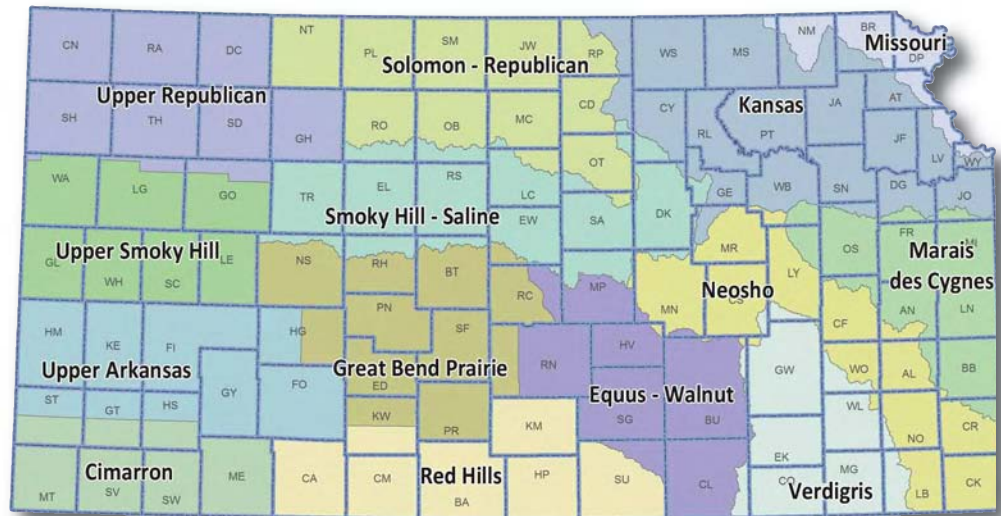 CN RA DC NT PL SM JW RP WS MS NM BR DP
Missouri
Solomon - Republican
Upper Republican
Kansas
SH TH SD GH RO OB MC CD CY RL PT JA AT JF LV WY
WA LG GO TR EL RS LC OT EW SA DK GE WB SN DG JO
Smoky Hill - Saline
Upper Smoky Hill
GL WH SC LE NS RH BT RC MP MR LY OS FR MI
Marais
des Cygnes
Neosho
HM KE FI HG PN SF MN CS CF AN LN
Upper Arkansas
Great Bend Prairie
Equus - Walnut
ST GT HS GY FO ED KW PR RN HV SG BU GW WO AL BB
KM EK WL NO CR
Cimarron
Red Hills
Verdigris
MT SV SW ME CA CM BA HP SU CL CQ MG LB CK